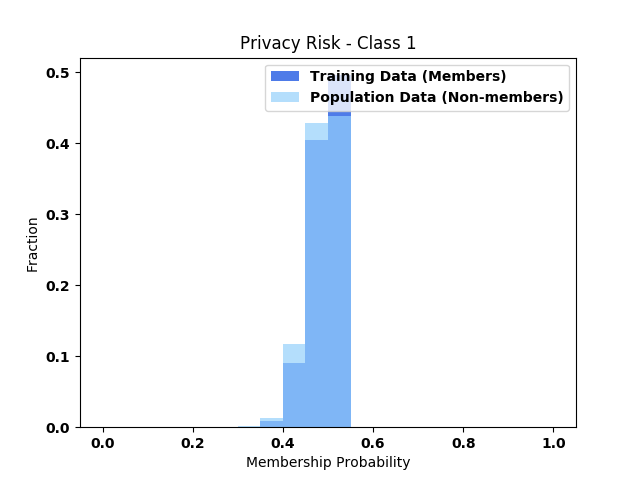 Privacy Risk - Class 1
Training Data (Members)
Population Data (Non-members)
Fraction
0.5
0.4
0.3
0.2
0.1
0.0
0.0 0.2 0.4 0.6 0.8 1.0
Membership Probability